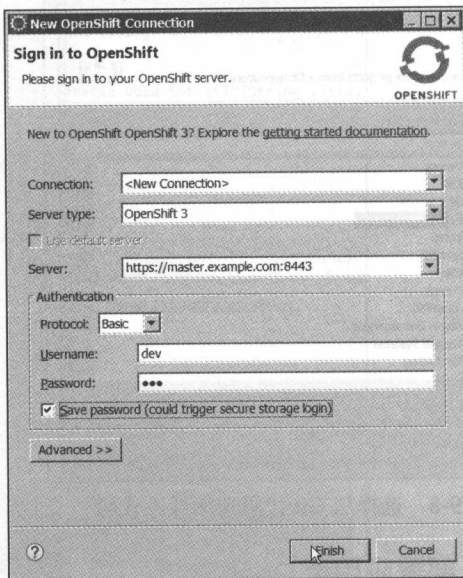 New OpenShift Connection
Sign in to OpenShift
Please sign in to your OpenShift server.
OPENSHIFT
New to OpenShift OpenShift 3? Explore the getting started documentation.
Connection: <New Connection>
Server type: OpenShift 3
Use default server
Server: https://master.example.com:8443
Authentication
Protocol: Basic
Username: dev
Password: •••
Save password (could trigger secure storage login)
Advanced >>
Finish Cancel